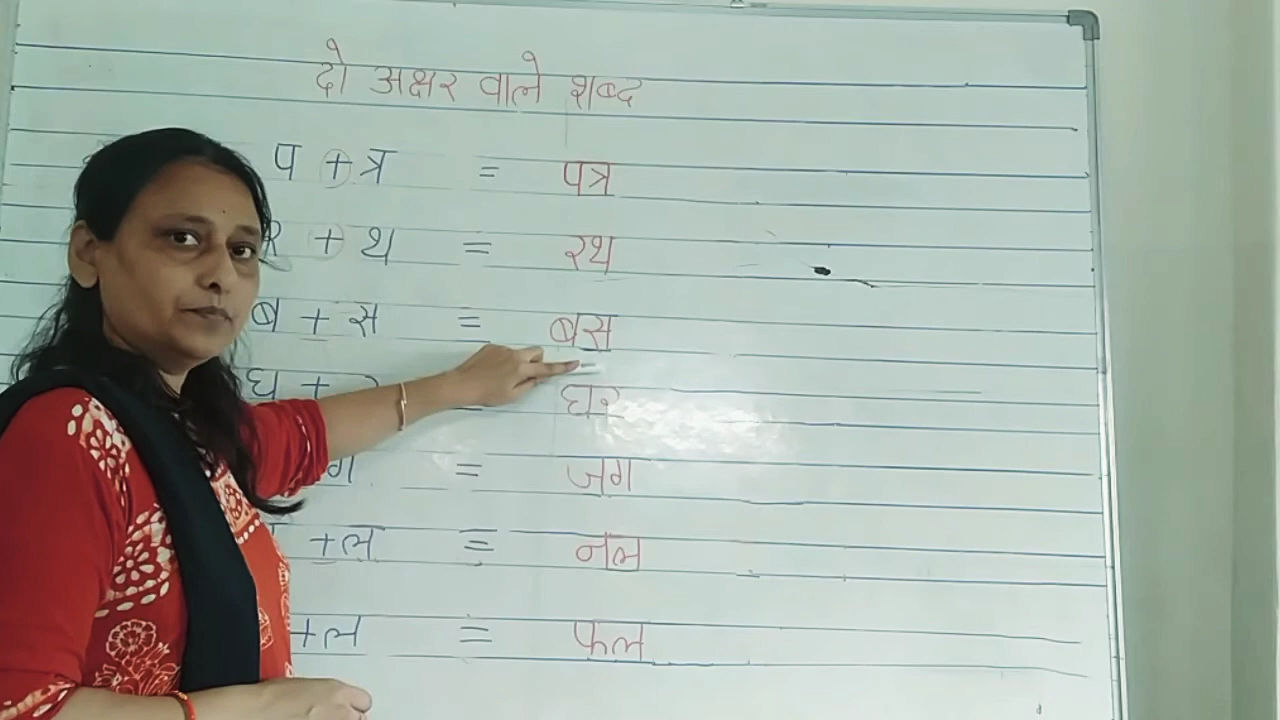 दो अक्षर वाले शब्द
प + त्र = पत्र
र + थ = रथ
ब + स = बस
घ + = घर
ग = जग
+ ल = नल
+ ल = फल